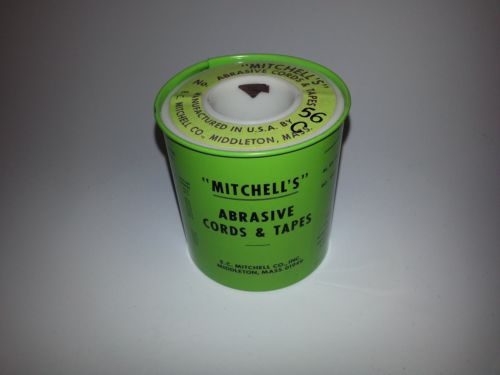 "MITCHELL'S"
ABRASIVE CORDS & TAPES
No.
56
C
MANUFACTURED IN U.S.A. BY
E.C. MITCHELL CO., MIDDLETON, MASS.
"MITCHELL'S"
ABRASIVE
CORDS & TAPES
E.C. MITCHELL CO., INC.
MIDDLETON, MASS 01949